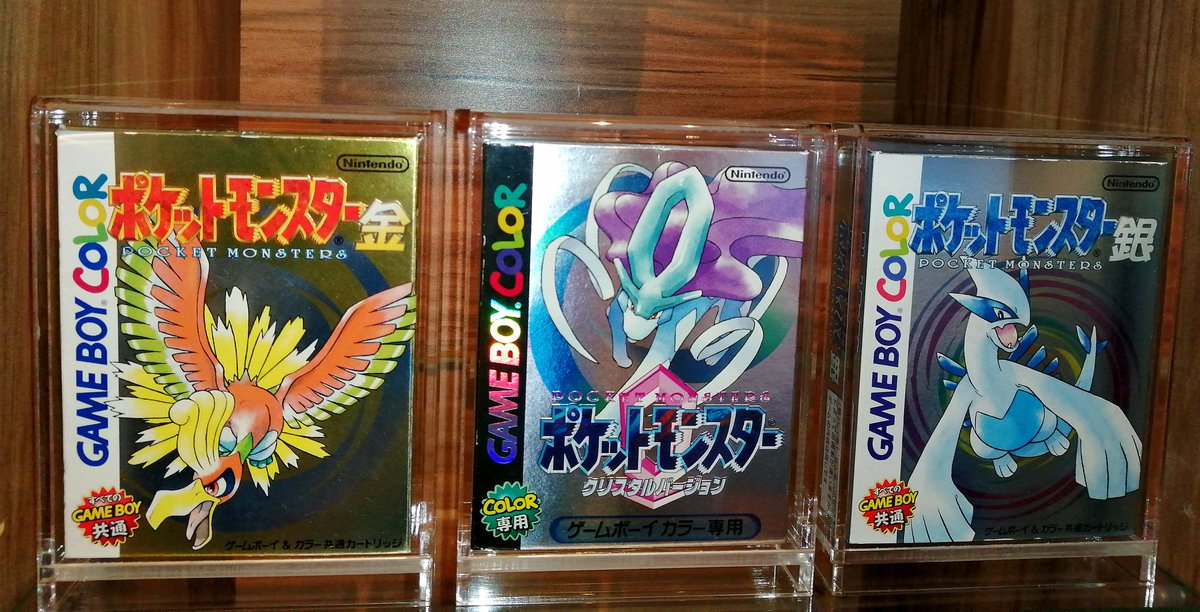 Nintendo
GAME BOY COLOR
ポケットモンスター金
POCKET MONSTERS
すべての
GAME BOY
共通
ゲームボーイ&カラー共通カートリッジ
Nintendo
GAME BOY COLOR
POCKET MONSTERS
ポケットモンスター
クリスタルバージョン
COLOR
専用
ゲームボーイカラー専用
Nintendo
GAME BOY COLOR
ポケットモンスター銀
POCKET MONSTERS
すべての
GAME BOY
共通
ゲームボーイ&カラー共通カートリッジ